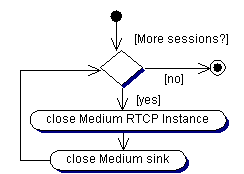 [More sessions?]
[no]
[yes]
close Medium RTCP Instance
close Medium sink